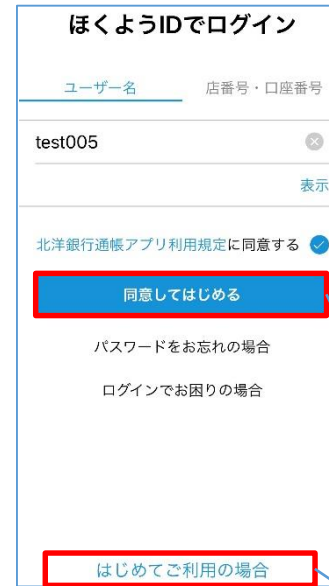 ほくようIDでログイン
ユーザー名 店番号・口座番号
test005
表示
北洋銀行通帳アプリ利用規定に同意する
同意してはじめる
パスワードをお忘れの場合
ログインでお困りの場合
はじめてご利用の場合